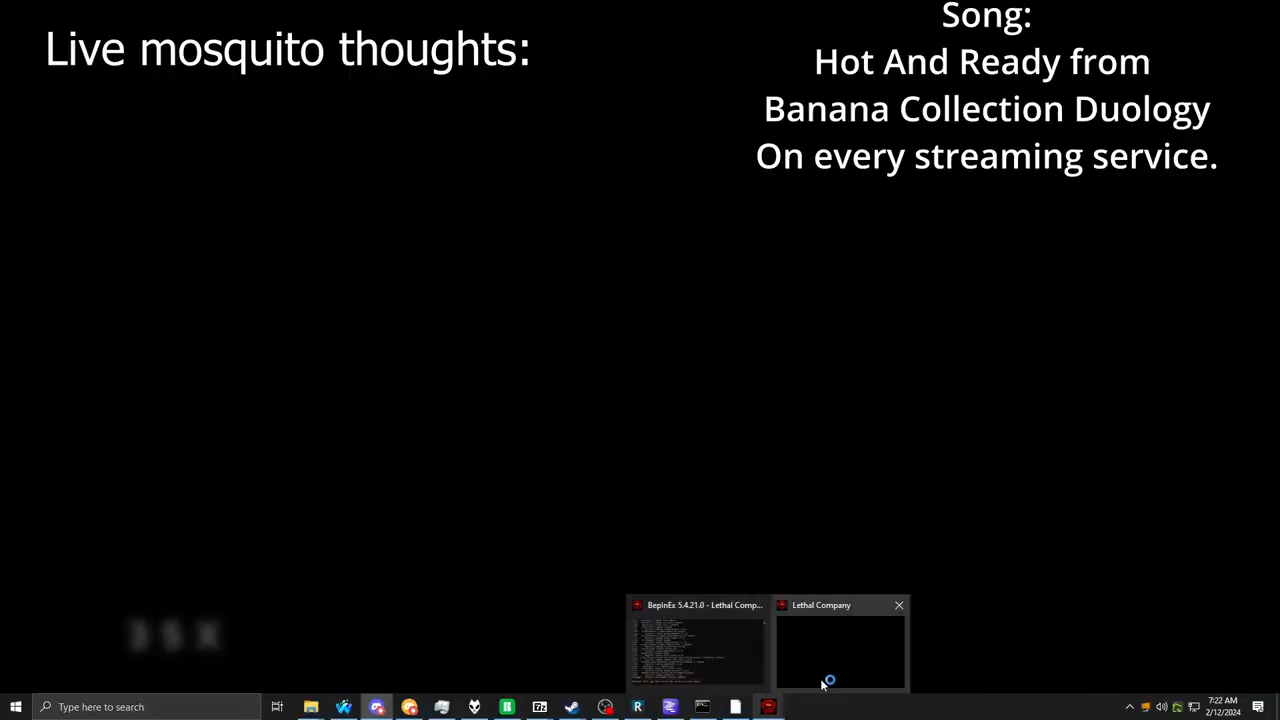 Live mosquito thoughts:
Song:
Hot And Ready from
Banana Collection Duology
On every streaming service.
BepInEx 5.4.21.0 - Lethal Comp...
Lethal Company
Type here to search
7:22 AM
2/12/2024